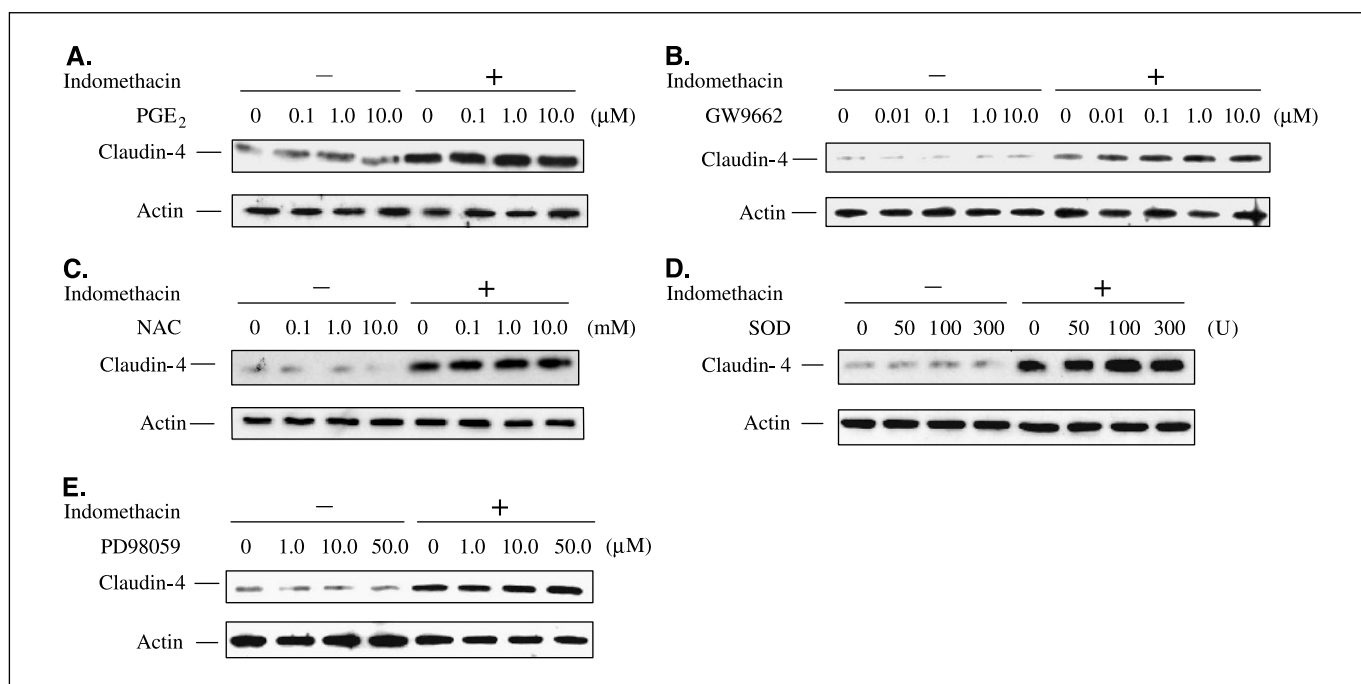 A.
Indomethacin − +
PGE2 0 0.1 1.0 10.0 0 0.1 1.0 10.0 (μM)
Claudin-4
Actin
B.
Indomethacin − +
GW9662 0 0.01 0.1 1.0 10.0 0 0.01 0.1 1.0 10.0 (μM)
Claudin-4
Actin
C.
Indomethacin − +
NAC 0 0.1 1.0 10.0 0 0.1 1.0 10.0 (mM)
Claudin-4
Actin
D.
Indomethacin − +
SOD 0 50 100 300 0 50 100 300 (U)
Claudin- 4
Actin
E.
Indomethacin − +
PD98059 0 1.0 10.0 50.0 0 1.0 10.0 50.0 (μM)
Claudin-4
Actin